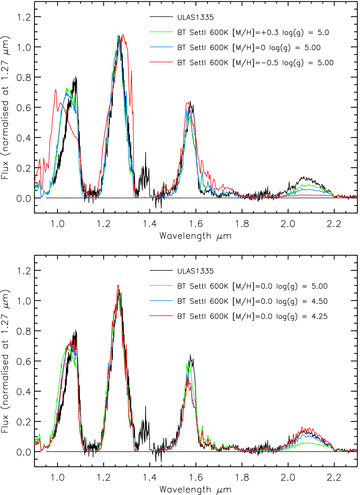 ULAS1335
BT Settl 600K [M/H]=+0.3 log(g) = 5.0
BT Settl 600K [M/H]=0 log(g) = 5.00
BT Settl 600K [M/H]=−0.5 log(g) = 5.00
Flux (normalised at 1.27 μm)
1.2
1.0
0.8
0.6
0.4
0.2
0.0
1.0 1.2 1.4 1.6 1.8 2.0 2.2
Wavelength μm
ULAS1335
BT Settl 600K [M/H]=0.0 log(g) = 5.00
BT Settl 600K [M/H]=0.0 log(g) = 4.50
BT Settl 600K [M/H]=0.0 log(g) = 4.25
Flux (normalised at 1.27 μm)
1.2
1.0
0.8
0.6
0.4
0.2
0.0
1.0 1.2 1.4 1.6 1.8 2.0 2.2
Wavelength μm